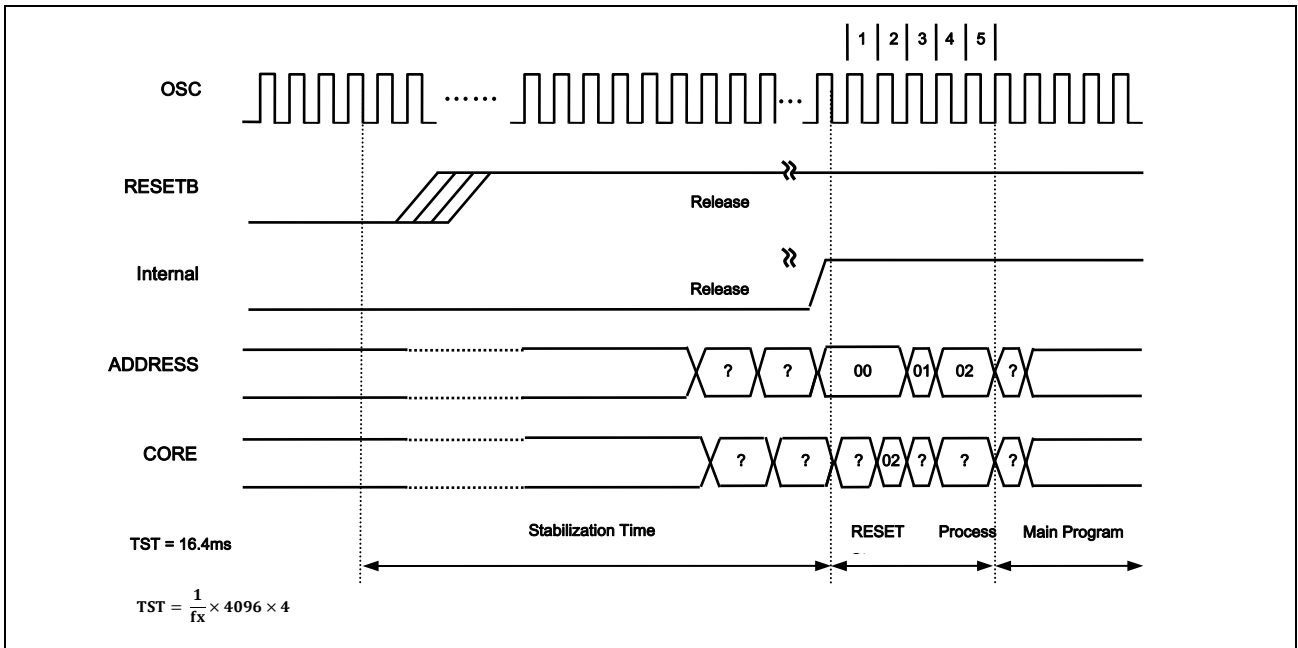 1 2 3 4 5
OSC
RESETB
Release
Internal
Release
ADDRESS ? ? 00 01 02 ?
CORE ? ? ? 02 ? ? ?
Stabilization Time RESET Process Main Program
TST = 16.4ms
TST = 1/fx × 4096 × 4